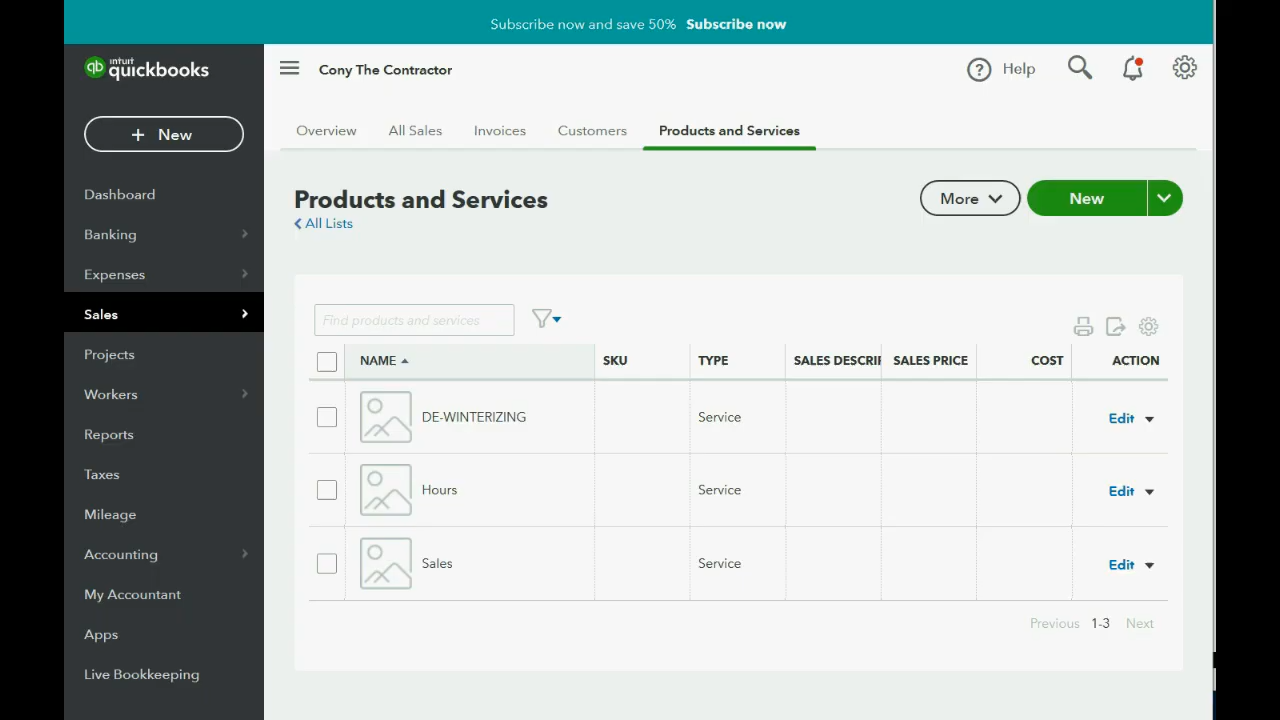 Subscribe now and save 50% Subscribe now
intuit
qb quickbooks
Cony The Contractor
? Help
+ New
Overview All Sales Invoices Customers Products and Services
Dashboard
Banking
Expenses
Sales
Projects
Workers
Reports
Taxes
Mileage
Accounting
My Accountant
Apps
Live Bookkeeping
Products and Services
All Lists
More
New
Find products and services
NAME SKU TYPE SALES DESCRIF SALES PRICE COST ACTION
DE-WINTERIZING Service Edit
Hours Service Edit
Sales Service Edit
Previous 1-3 Next